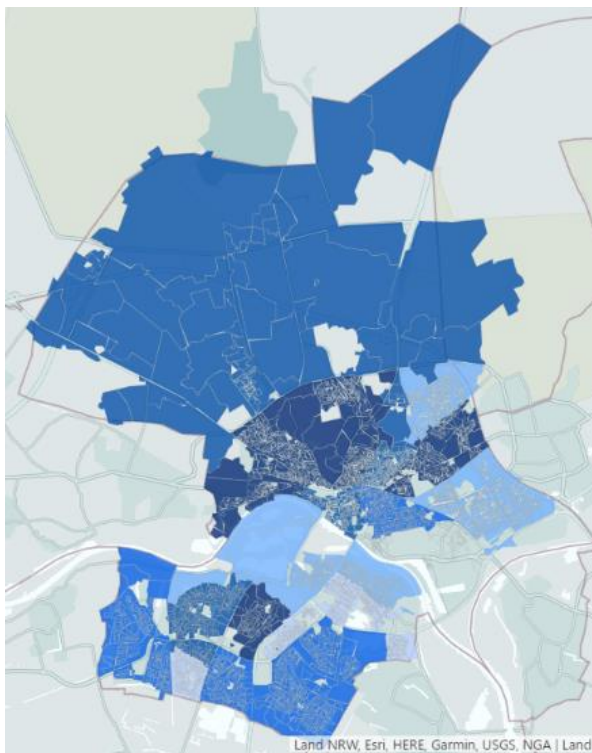 Land NRW, Esri, HERE, Garmin, USGS, NGA | Land